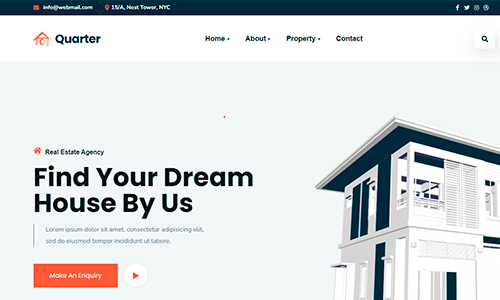 info@webmail.com 15/A, Nest Tower, NYC
Quarter Home About Property Contact
Real Estate Agency
Find Your Dream
House By Us
Lorem ipsum dolor sit amet, consectetur adipisicing elit,
sed do eiusmod tempor incididunt ut labore.
Make An Enquiry